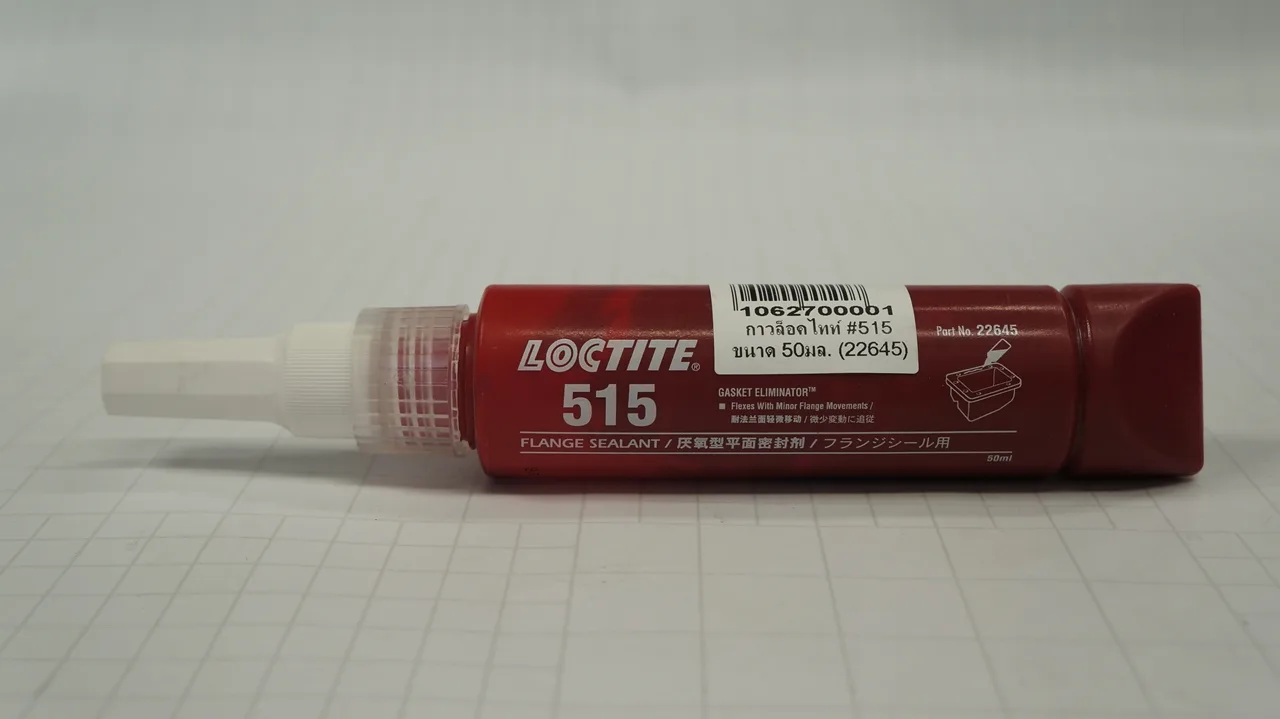 1062700001
กาวล็อคไทท์ #515
ขนาด 50มล. (22645)
Part No. 22645
LOCTITE®
515
GASKET ELIMINATOR™
■ Flexes With Minor Flange Movements /
耐法兰面轻微移动 / 微少変動に追従
FLANGE SEALANT / 厌氧型平面密封剂 / フランジシール用
50ml